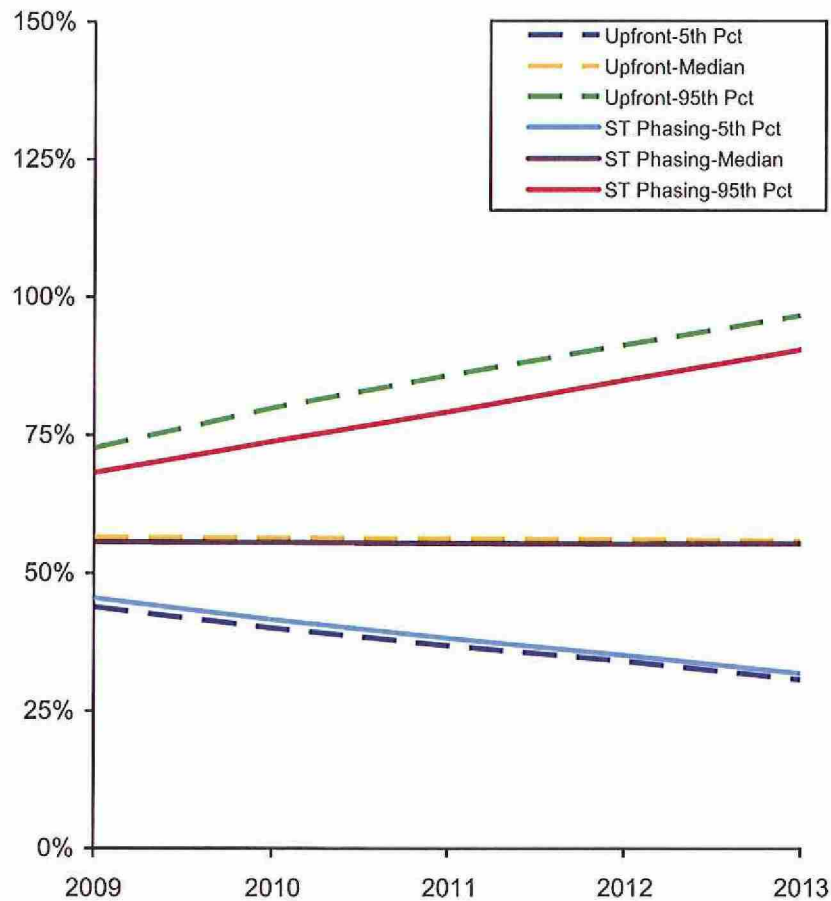 150%
125%
100%
75%
50%
25%
0%
2009 2010 2011 2012 2013
Upfront-5th Pct
Upfront-Median
Upfront-95th Pct
ST Phasing-5th Pct
ST Phasing-Median
ST Phasing-95th Pct